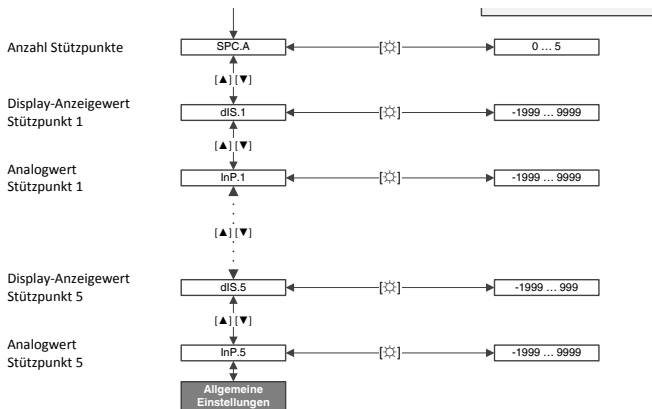 Anzahl Stützpunkte SPC.A [☼] 0 … 5
[▲] [▼]
Display-Anzeigewert
Stützpunkt 1 dIS.1 [☼] -1999 … 9999
[▲] [▼]
Analogwert
Stützpunkt 1 InP.1 [☼] -1999 … 9999
[▲] [▼]
Display-Anzeigewert
Stützpunkt 5 dIS.5 [☼] -1999 … 999
[▲] [▼]
Analogwert
Stützpunkt 5 InP.5 [☼] -1999 … 9999
Allgemeine
Einstellungen